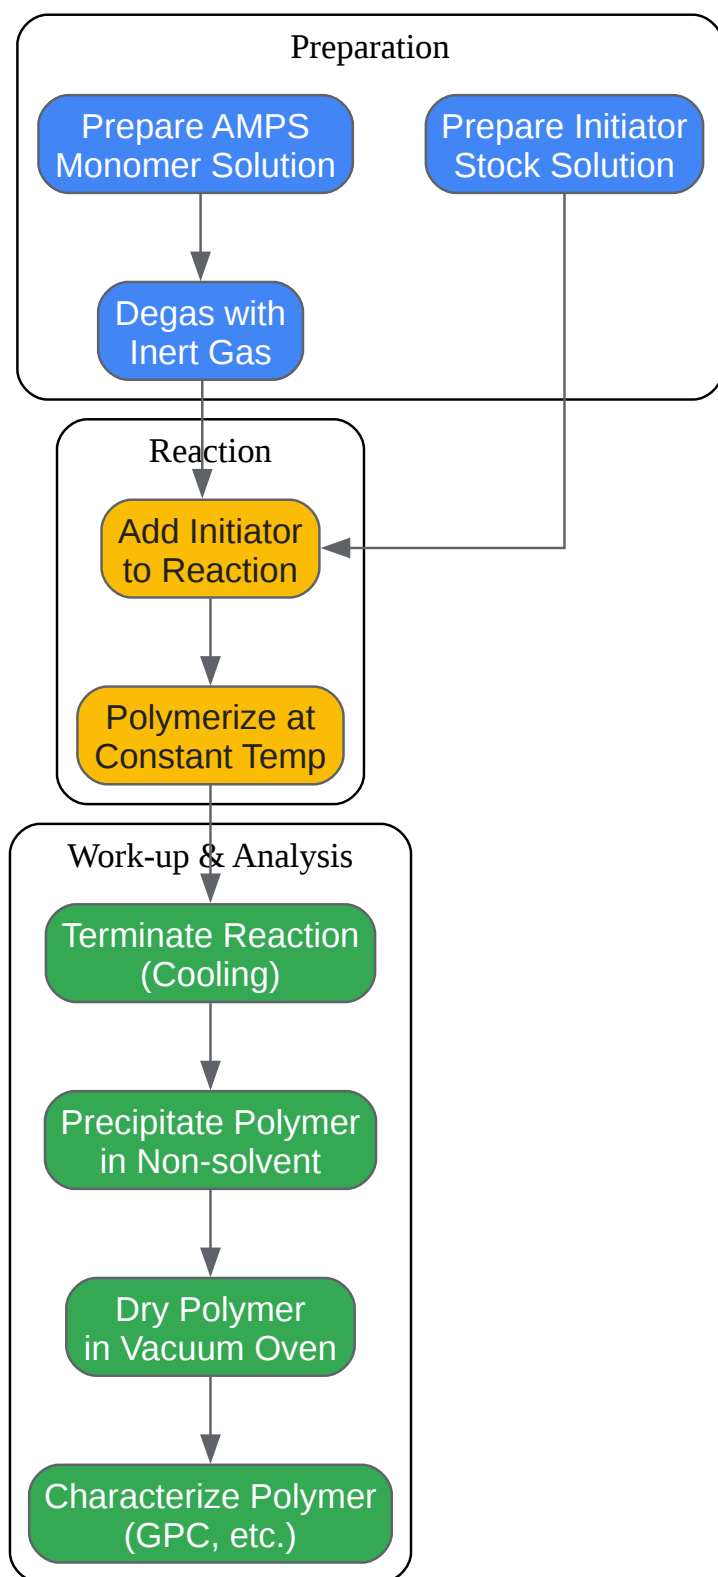 Preparation
Prepare AMPS
Monomer Solution
Prepare Initiator
Stock Solution
Degas with
Inert Gas
Reaction
Add Initiator
to Reaction
Polymerize at
Constant Temp
Work-up & Analysis
Terminate Reaction
(Cooling)
Precipitate Polymer
in Non-solvent
Dry Polymer
in Vacuum Oven
Characterize Polymer
(GPC, etc.)